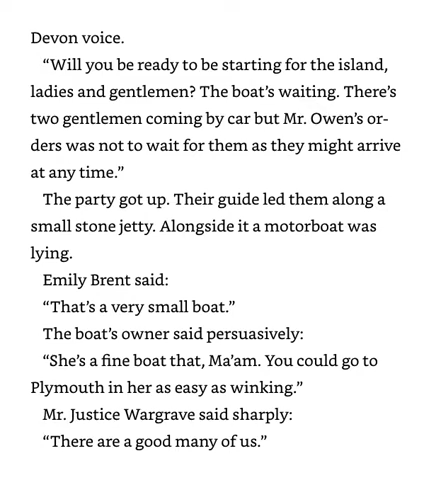 Devon voice.
“Will you be ready to be starting for the island,
ladies and gentlemen? The boat’s waiting. There’s
two gentlemen coming by car but Mr. Owen’s or-
ders was not to wait for them as they might arrive
at any time.”
The party got up. Their guide led them along a
small stone jetty. Alongside it a motorboat was
lying.
Emily Brent said:
“That’s a very small boat.”
The boat’s owner said persuasively:
“She’s a fine boat that, Ma’am. You could go to
Plymouth in her as easy as winking.”
Mr. Justice Wargrave said sharply:
“There are a good many of us.”